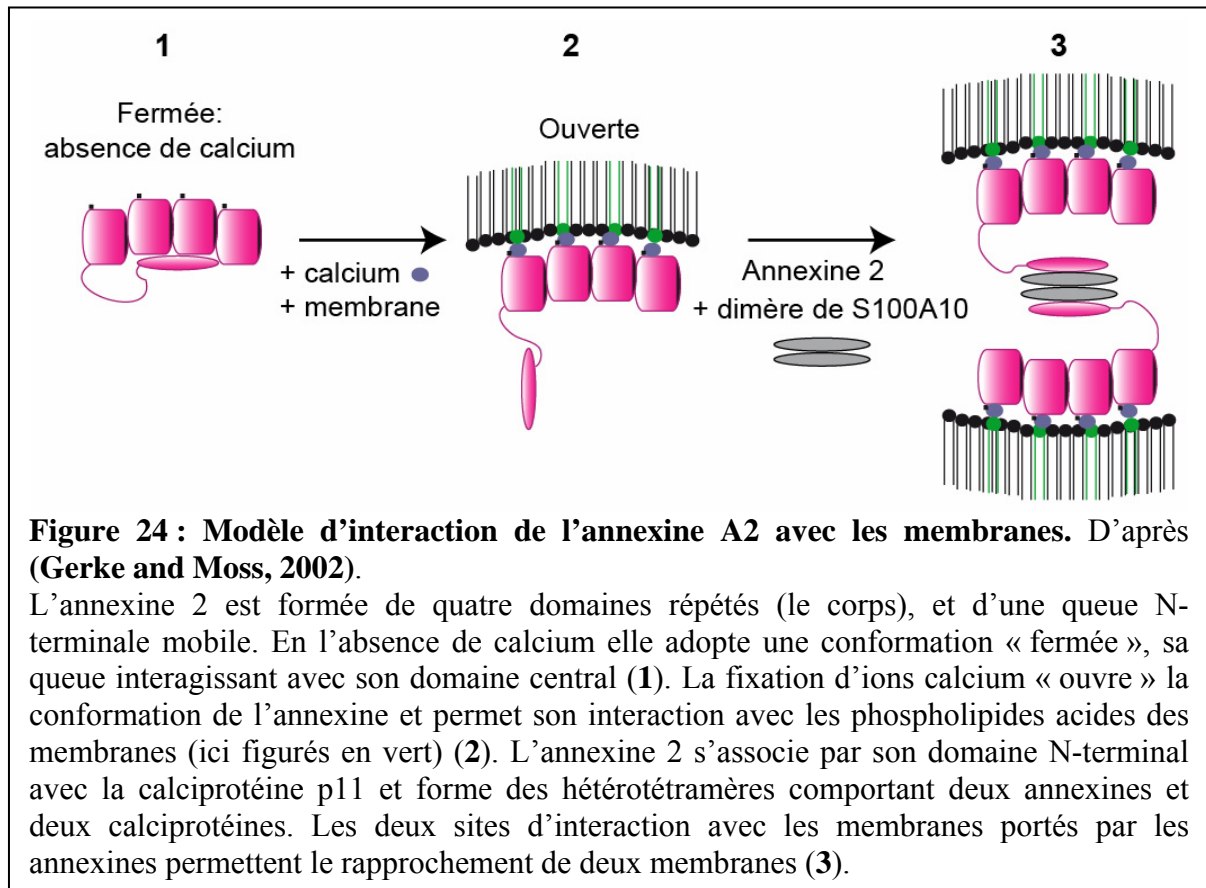 1
2
3
Fermée:
absence de calcium
Ouverte
+ calcium
+ membrane
Annexine 2
+ dimère de S100A10
Figure 24 : Modèle d’interaction de l’annexine A2 avec les membranes. D’après
(Gerke and Moss, 2002).
L’annexine 2 est formée de quatre domaines répétés (le corps), et d’une queue N-
terminale mobile. En l’absence de calcium elle adopte une conformation « fermée », sa
queue interagissant avec son domaine central (1). La fixation d’ions calcium « ouvre » la
conformation de l’annexine et permet son interaction avec les phospholipides acides des
membranes (ici figurés en vert) (2). L’annexine 2 s’associe par son domaine N-terminal
avec la calciprotéine p11 et forme des hétérotétramères comportant deux annexines et
deux calciprotéines. Les deux sites d’interaction avec les membranes portés par les
annexines permettent le rapprochement de deux membranes (3).